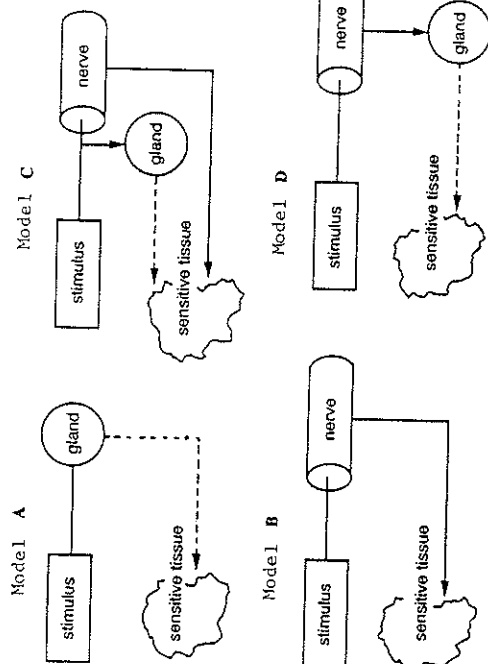 Model A
stimulus
gland
sensitive tissue
Model B
stimulus
nerve
sensitive tissue
Model C
stimulus
nerve
gland
sensitive tissue
Model D
stimulus
nerve
gland
sensitive tissue